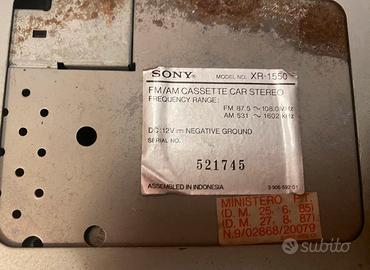 SONY® MODEL NO. XR-1550
FM/AM CASSETTE CAR STEREO
FREQUENCY RANGE:
FM 87.5 ~ 108.0 MHz
AM 531 ~ 1602 KHz
DC 12V ⎓ NEGATIVE GROUND
SERIAL NO.
521745
ASSEMBLED IN INDONESIA
MINISTERO P.T.
(D.M. 25. 6. 85)
(D.M. 27. 8. 87)
N.9/02868/20079
subito